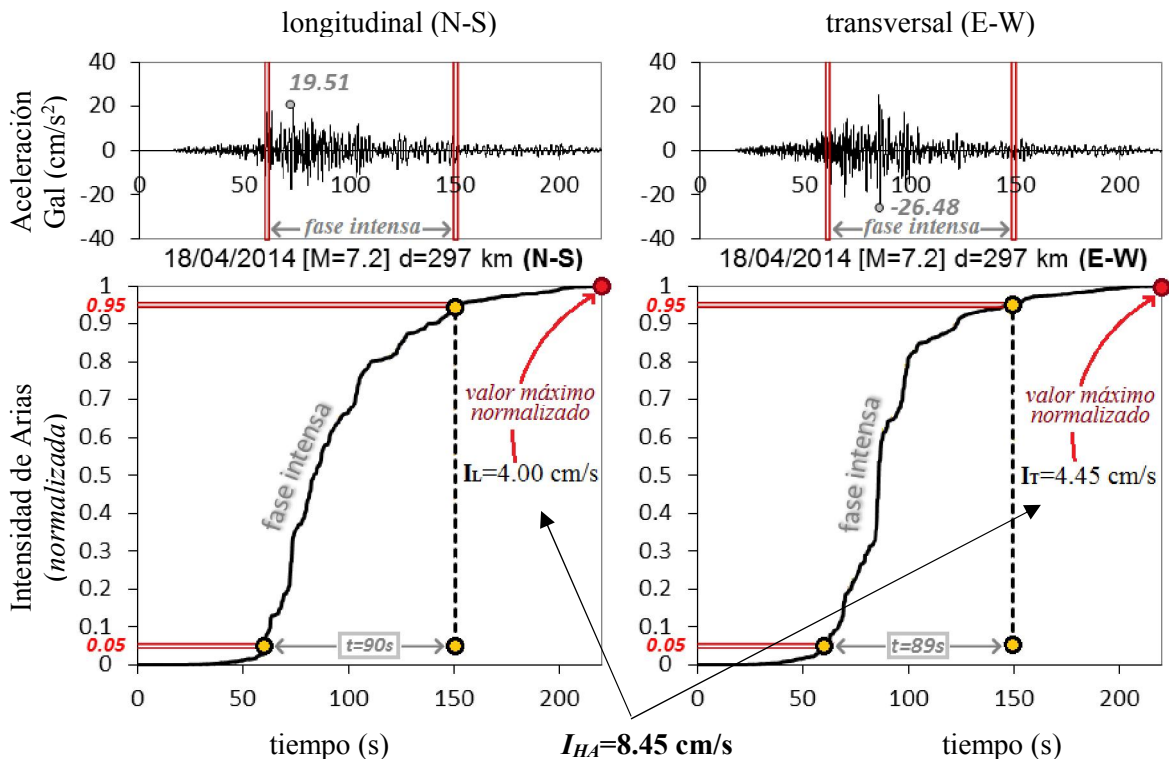 longitudinal (N-S)
transversal (E-W)
Aceleración
Gal (cm/s²)
40
20
0
-20
-40
0
50
100
150
200
19.51
fase intensa
40
20
0
-20
-40
0
50
100
150
200
-26.48
fase intensa
18/04/2014 [M=7.2] d=297 km (N-S)
18/04/2014 [M=7.2] d=297 km (E-W)
Intensidad de Arias
(normalizada)
1
0.95
0.9
0.8
0.7
0.6
0.5
0.4
0.3
0.2
0.1
0.05
0
fase intensa
valor máximo
normalizado
IL=4.00 cm/s
t=90s
0
50
100
150
200
1
0.95
0.9
0.8
0.7
0.6
0.5
0.4
0.3
0.2
0.1
0.05
0
fase intensa
valor máximo
normalizado
IT=4.45 cm/s
t=89s
0
50
100
150
200
tiempo (s)
IHA=8.45 cm/s
tiempo (s)